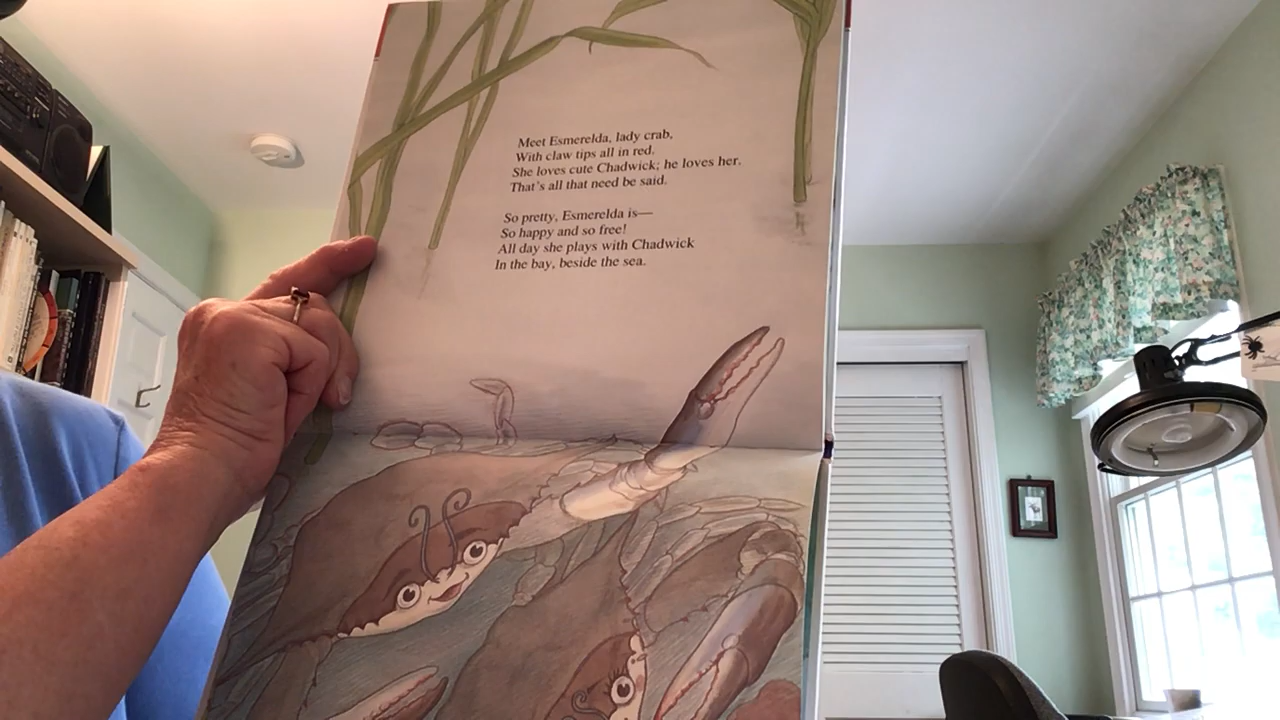 Meet Esmerelda, lady crab,
With claw tips all in red.
She loves cute Chadwick; he loves her.
That's all that need be said.
So pretty, Esmerelda is—
So happy and so free!
All day she plays with Chadwick
In the bay, beside the sea.